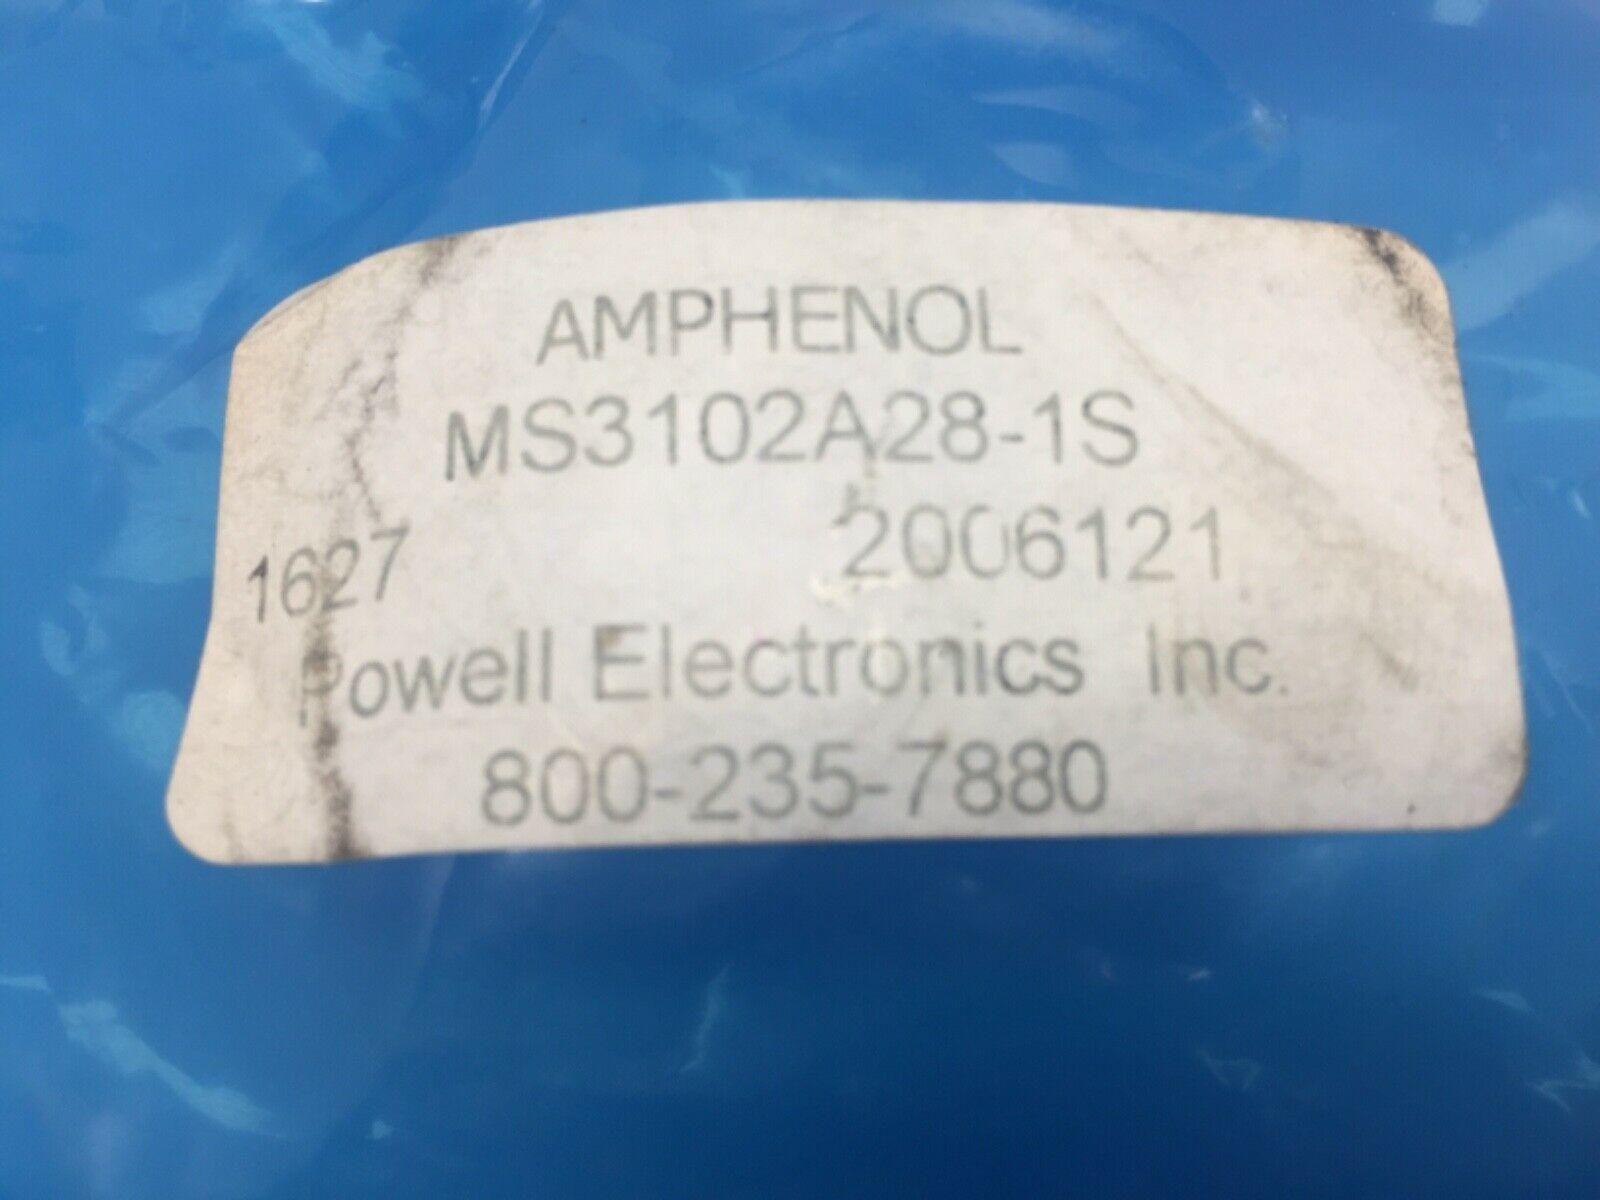 AMPHENOL
MS3102A28-1S
1627 2006121
Powell Electronics Inc.
800-235-7880